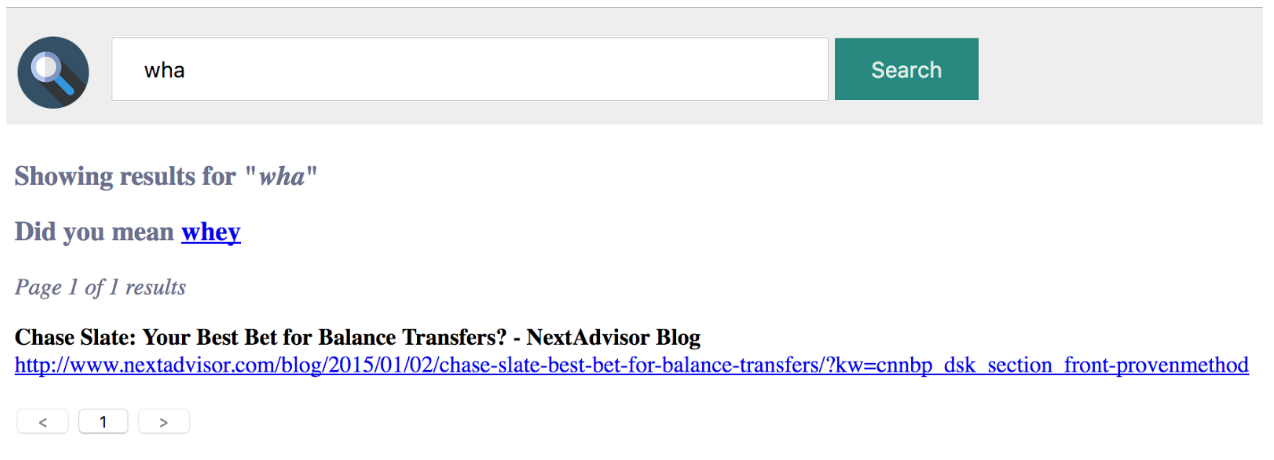 wha
Search
Showing results for "wha"
Did you mean whey
Page 1 of 1 results
Chase Slate: Your Best Bet for Balance Transfers? - NextAdvisor Blog
http://www.nextadvisor.com/blog/2015/01/02/chase-slate-best-bet-for-balance-transfers/?kw=cnnbp_dsk_section_front-provenmethod
< 1 >